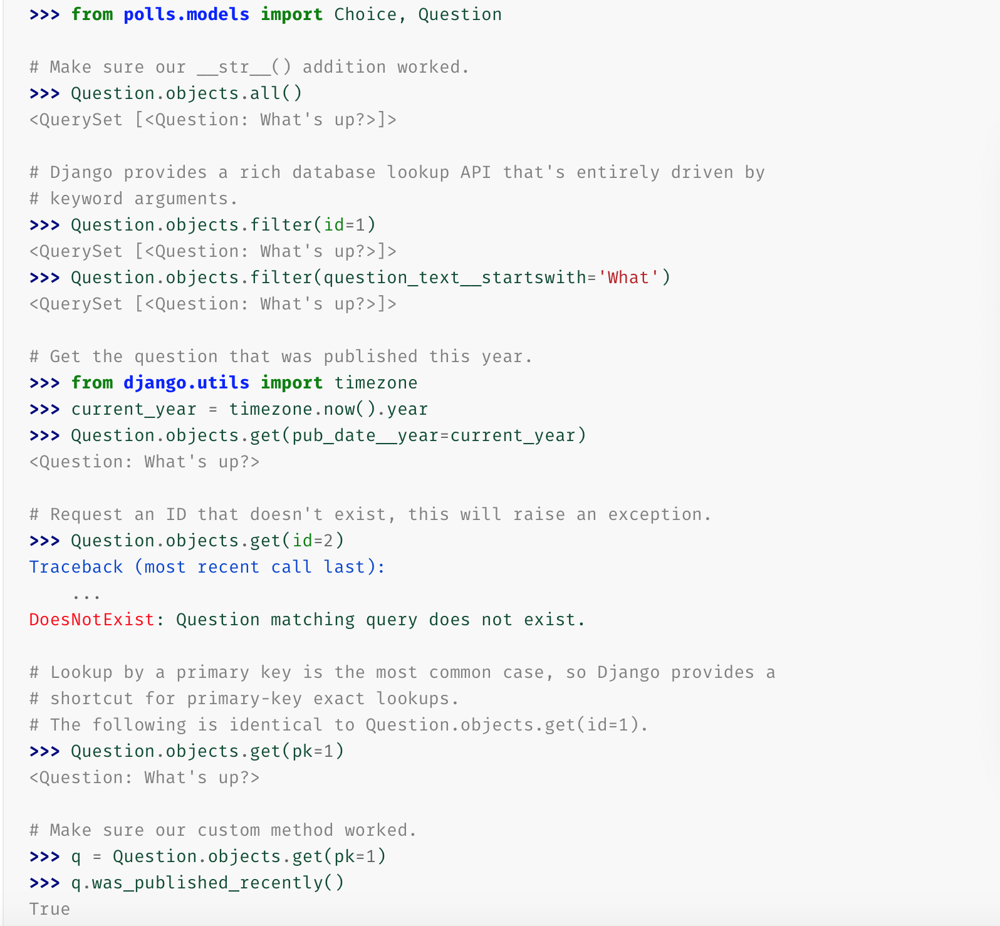 >>> from polls.models import Choice, Question
# Make sure our __str__() addition worked.
>>> Question.objects.all()
<QuerySet [<Question: What's up?>]>
# Django provides a rich database lookup API that's entirely driven by
# keyword arguments.
>>> Question.objects.filter(id=1)
<QuerySet [<Question: What's up?>]>
>>> Question.objects.filter(question_text__startswith='What')
<QuerySet [<Question: What's up?>]>
# Get the question that was published this year.
>>> from django.utils import timezone
>>> current_year = timezone.now().year
>>> Question.objects.get(pub_date__year=current_year)
<Question: What's up?>
# Request an ID that doesn't exist, this will raise an exception.
>>> Question.objects.get(id=2)
Traceback (most recent call last):
    ...
DoesNotExist: Question matching query does not exist.
# Lookup by a primary key is the most common case, so Django provides a
# shortcut for primary-key exact lookups.
# The following is identical to Question.objects.get(id=1).
>>> Question.objects.get(pk=1)
<Question: What's up?>
# Make sure our custom method worked.
>>> q = Question.objects.get(pk=1)
>>> q.was_published_recently()
True